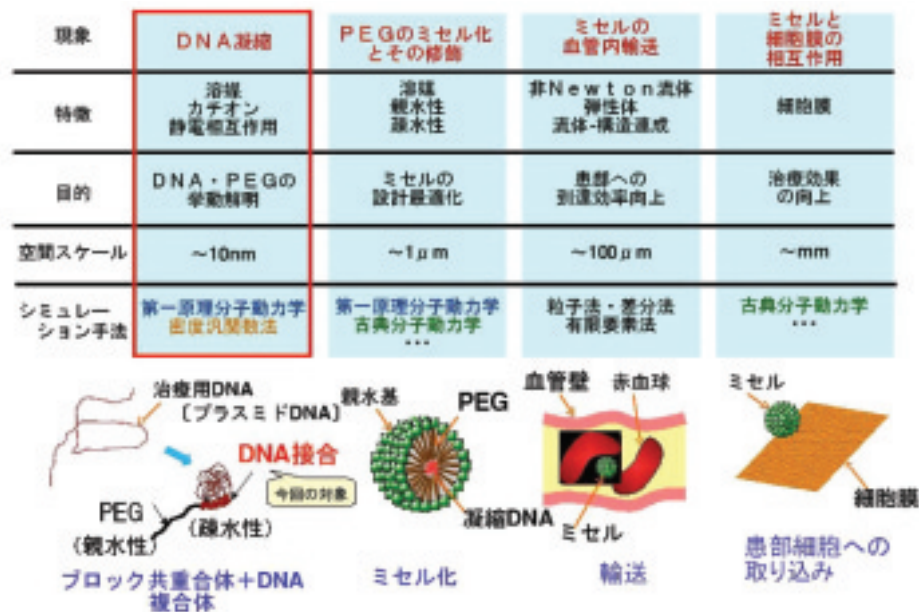 現象
DNA凝縮
PEGのミセル化
とその修飾
ミセルの
血管内輸送
ミセルと
細胞膜の
相互作用
特徴
溶媒
カチオン
静電相互作用
溶媒
親水性
疎水性
非Newton流体
弾性体
流体-構造連成
細胞膜
目的
DNA・PEGの
挙動解明
ミセルの
設計最適化
患部への
到達効率向上
治療効果
の向上
空間スケール
～10nm
～1μm
～100μm
～mm
シミュレー
ション手法
第一原理分子動力学
密度汎関数法
第一原理分子動力学
古典分子動力学
…
粒子法・差分法
有限要素法
古典分子動力学
…
治療用DNA
〔プラスミドDNA〕
DNA接合
今回の対象
PEG
(親水性)
(疎水性)
ブロック共重合体＋DNA
複合体
親水基
PEG
凝縮DNA
ミセル化
血管壁
赤血球
ミセル
輸送
ミセル
細胞膜
患部細胞への
取り込み